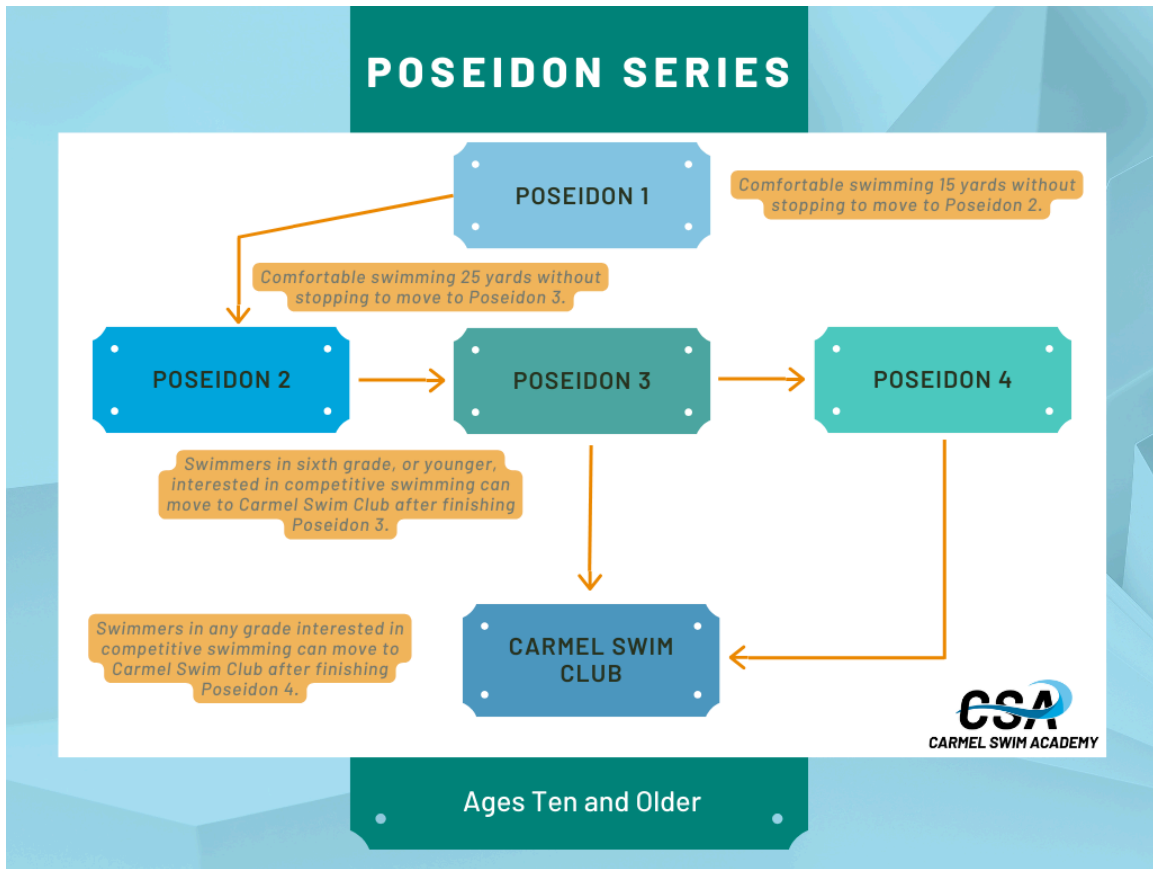 POSEIDON SERIES
POSEIDON 1
Comfortable swimming 15 yards without
stopping to move to Poseidon 2.
Comfortable swimming 25 yards without
stopping to move to Poseidon 3.
POSEIDON 2
POSEIDON 3
POSEIDON 4
Swimmers in sixth grade, or younger,
interested in competitive swimming can
move to Carmel Swim Club after finishing
Poseidon 3.
Swimmers in any grade interested in
competitive swimming can move to
Carmel Swim Club after finishing
Poseidon 4.
CARMEL SWIM
CLUB
CSA
CARMEL SWIM ACADEMY
Ages Ten and Older